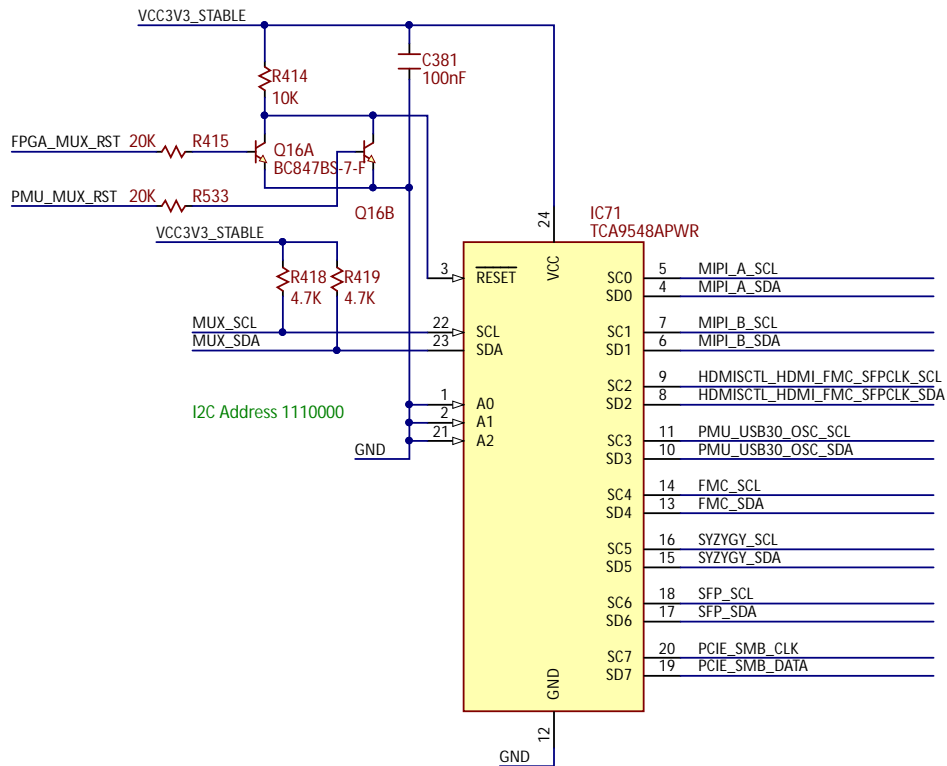 VCC3V3_STABLE
C381
100nF
R414
10K
FPGA_MUX_RST 20K R415
Q16A
BC847BS-7-F
PMU_MUX_RST 20K R533
Q16B
VCC3V3_STABLE
R418 R419
4.7K 4.7K
IC71
TCA9548APWR
24
VCC
3 RESET
MUX_SCL 22 SCL
MUX_SDA 23 SDA
I2C Address 1110000
1 A0
2 A1
21 A2
GND
SC0 5 MIPI_A_SCL
SD0 4 MIPI_A_SDA
SC1 7 MIPI_B_SCL
SD1 6 MIPI_B_SDA
SC2 9 HDMISCTL_HDMI_FMC_SFPCLK_SCL
SD2 8 HDMISCTL_HDMI_FMC_SFPCLK_SDA
SC3 11 PMU_USB30_OSC_SCL
SD3 10 PMU_USB30_OSC_SDA
SC4 14 FMC_SCL
SD4 13 FMC_SDA
SC5 16 SYZYGY_SCL
SD5 15 SYZYGY_SDA
SC6 18 SFP_SCL
SD6 17 SFP_SDA
SC7 20 PCIE_SMB_CLK
SD7 19 PCIE_SMB_DATA
GND
12
GND